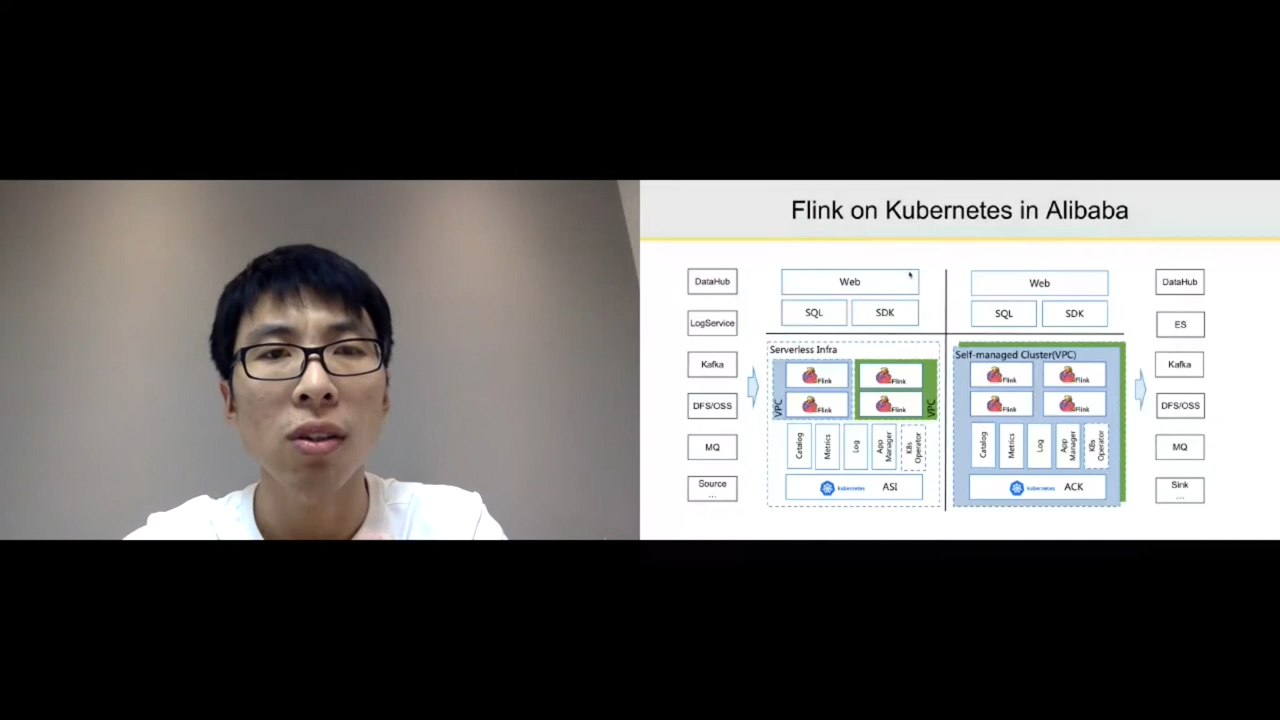 Flink on Kubernetes in Alibaba
DataHub
LogService
Kafka
DFS/OSS
MQ
Source
...
Web
SQL
SDK
Serverless Infra
VPC
Flink
Flink
Flink
Flink
VPC
Catalog
Metrics
Log
App
Manager
K8s
Operator
kubernetes
ASI
Web
SQL
SDK
Self-managed Cluster(VPC)
Flink
Flink
Flink
Flink
Catalog
Metrics
Log
App
Manager
K8s
Operator
kubernetes
ACK
DataHub
ES
Kafka
DFS/OSS
MQ
Sink
...